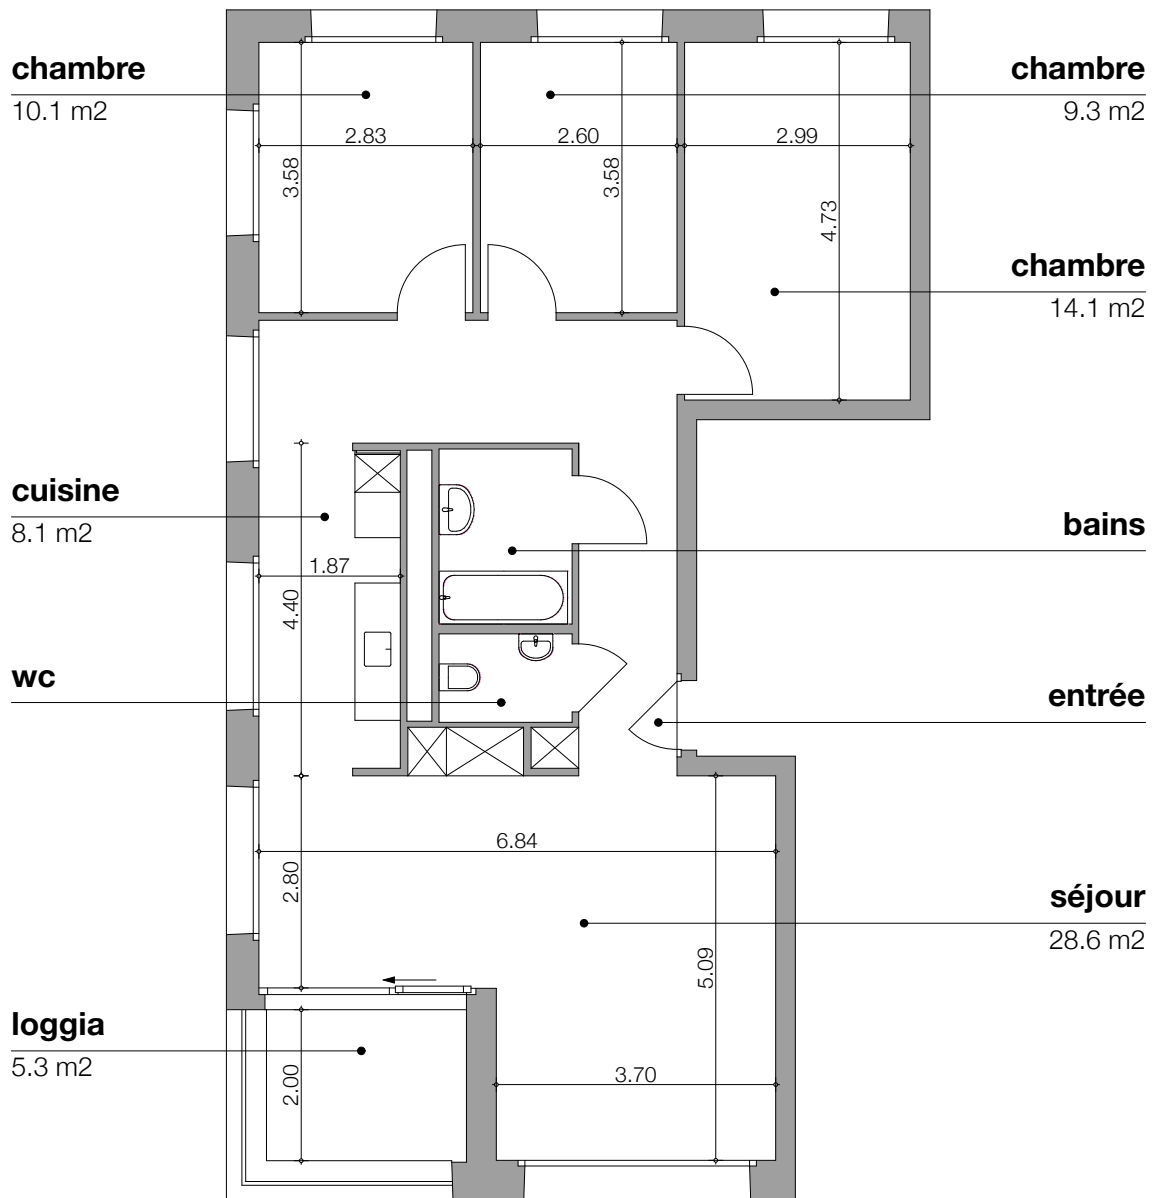 chambre
10.1 m2
chambre
9.3 m2
2.83
2.60
2.99
3.58
3.58
4.73
chambre
14.1 m2
cuisine
8.1 m2
bains
1.87
4.40
wc
entrée
6.84
2.80
séjour
28.6 m2
5.09
loggia
5.3 m2
2.00
3.70